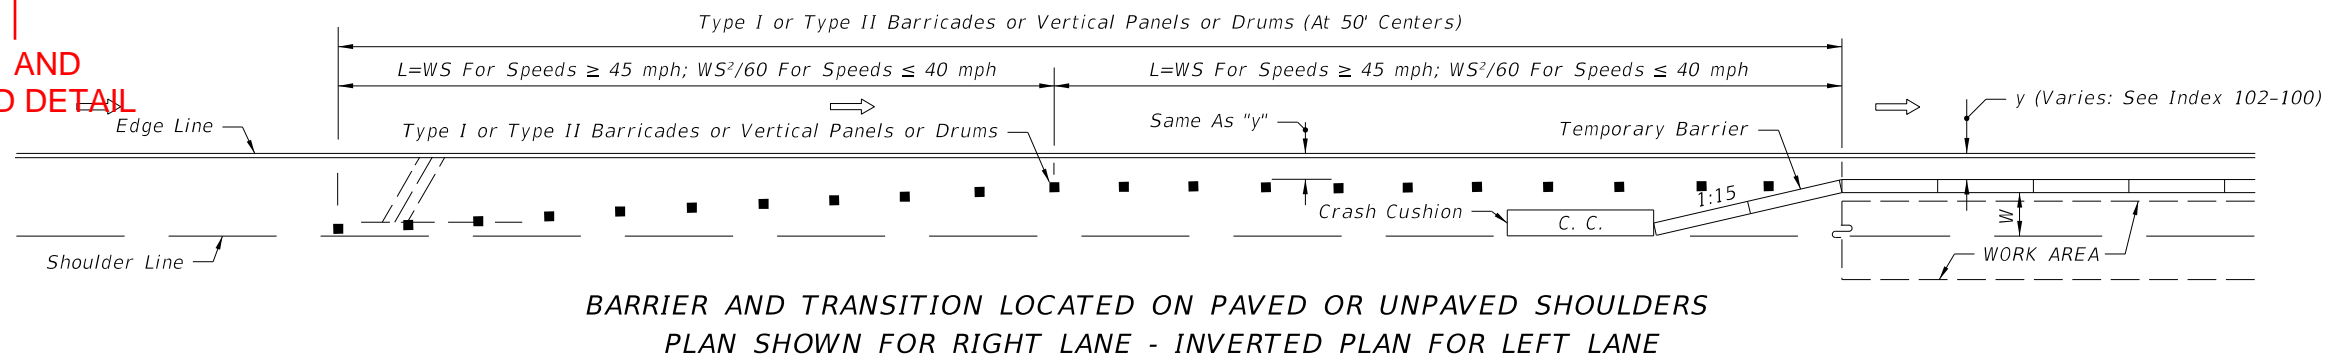 Type I or Type II Barricades or Vertical Panels or Drums (At 50' Centers)
AND
D DETAIL
L=WS For Speeds ≥ 45 mph; WS²/60 For Speeds ≤ 40 mph
L=WS For Speeds ≥ 45 mph; WS²/60 For Speeds ≤ 40 mph
y (Varies: See Index 102-100)
Edge Line
Type I or Type II Barricades or Vertical Panels or Drums
Same As "y"
Temporary Barrier
1:15
Crash Cushion
C. C.
W
Shoulder Line
WORK AREA
BARRIER AND TRANSITION LOCATED ON PAVED OR UNPAVED SHOULDERS
PLAN SHOWN FOR RIGHT LANE - INVERTED PLAN FOR LEFT LANE